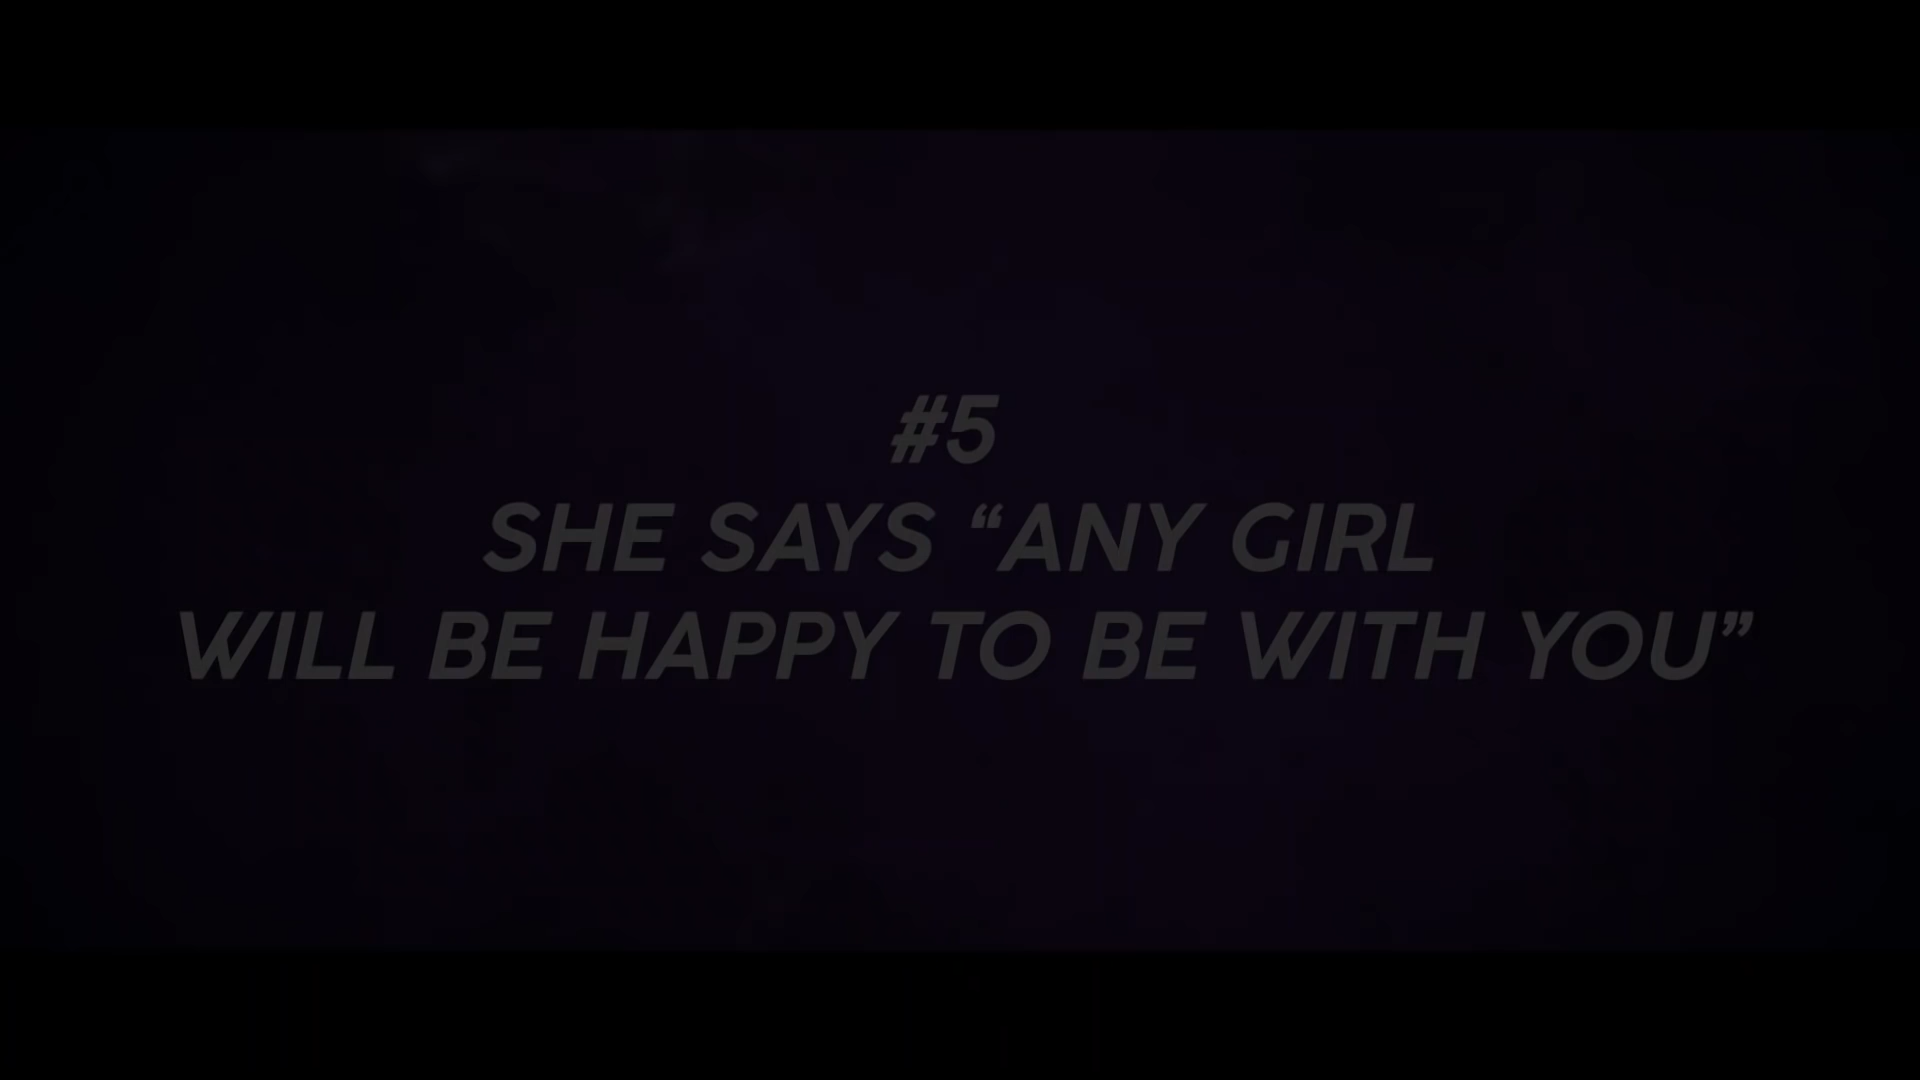 #5
SHE SAYS “ANY GIRL
WILL BE HAPPY TO BE WITH YOU”